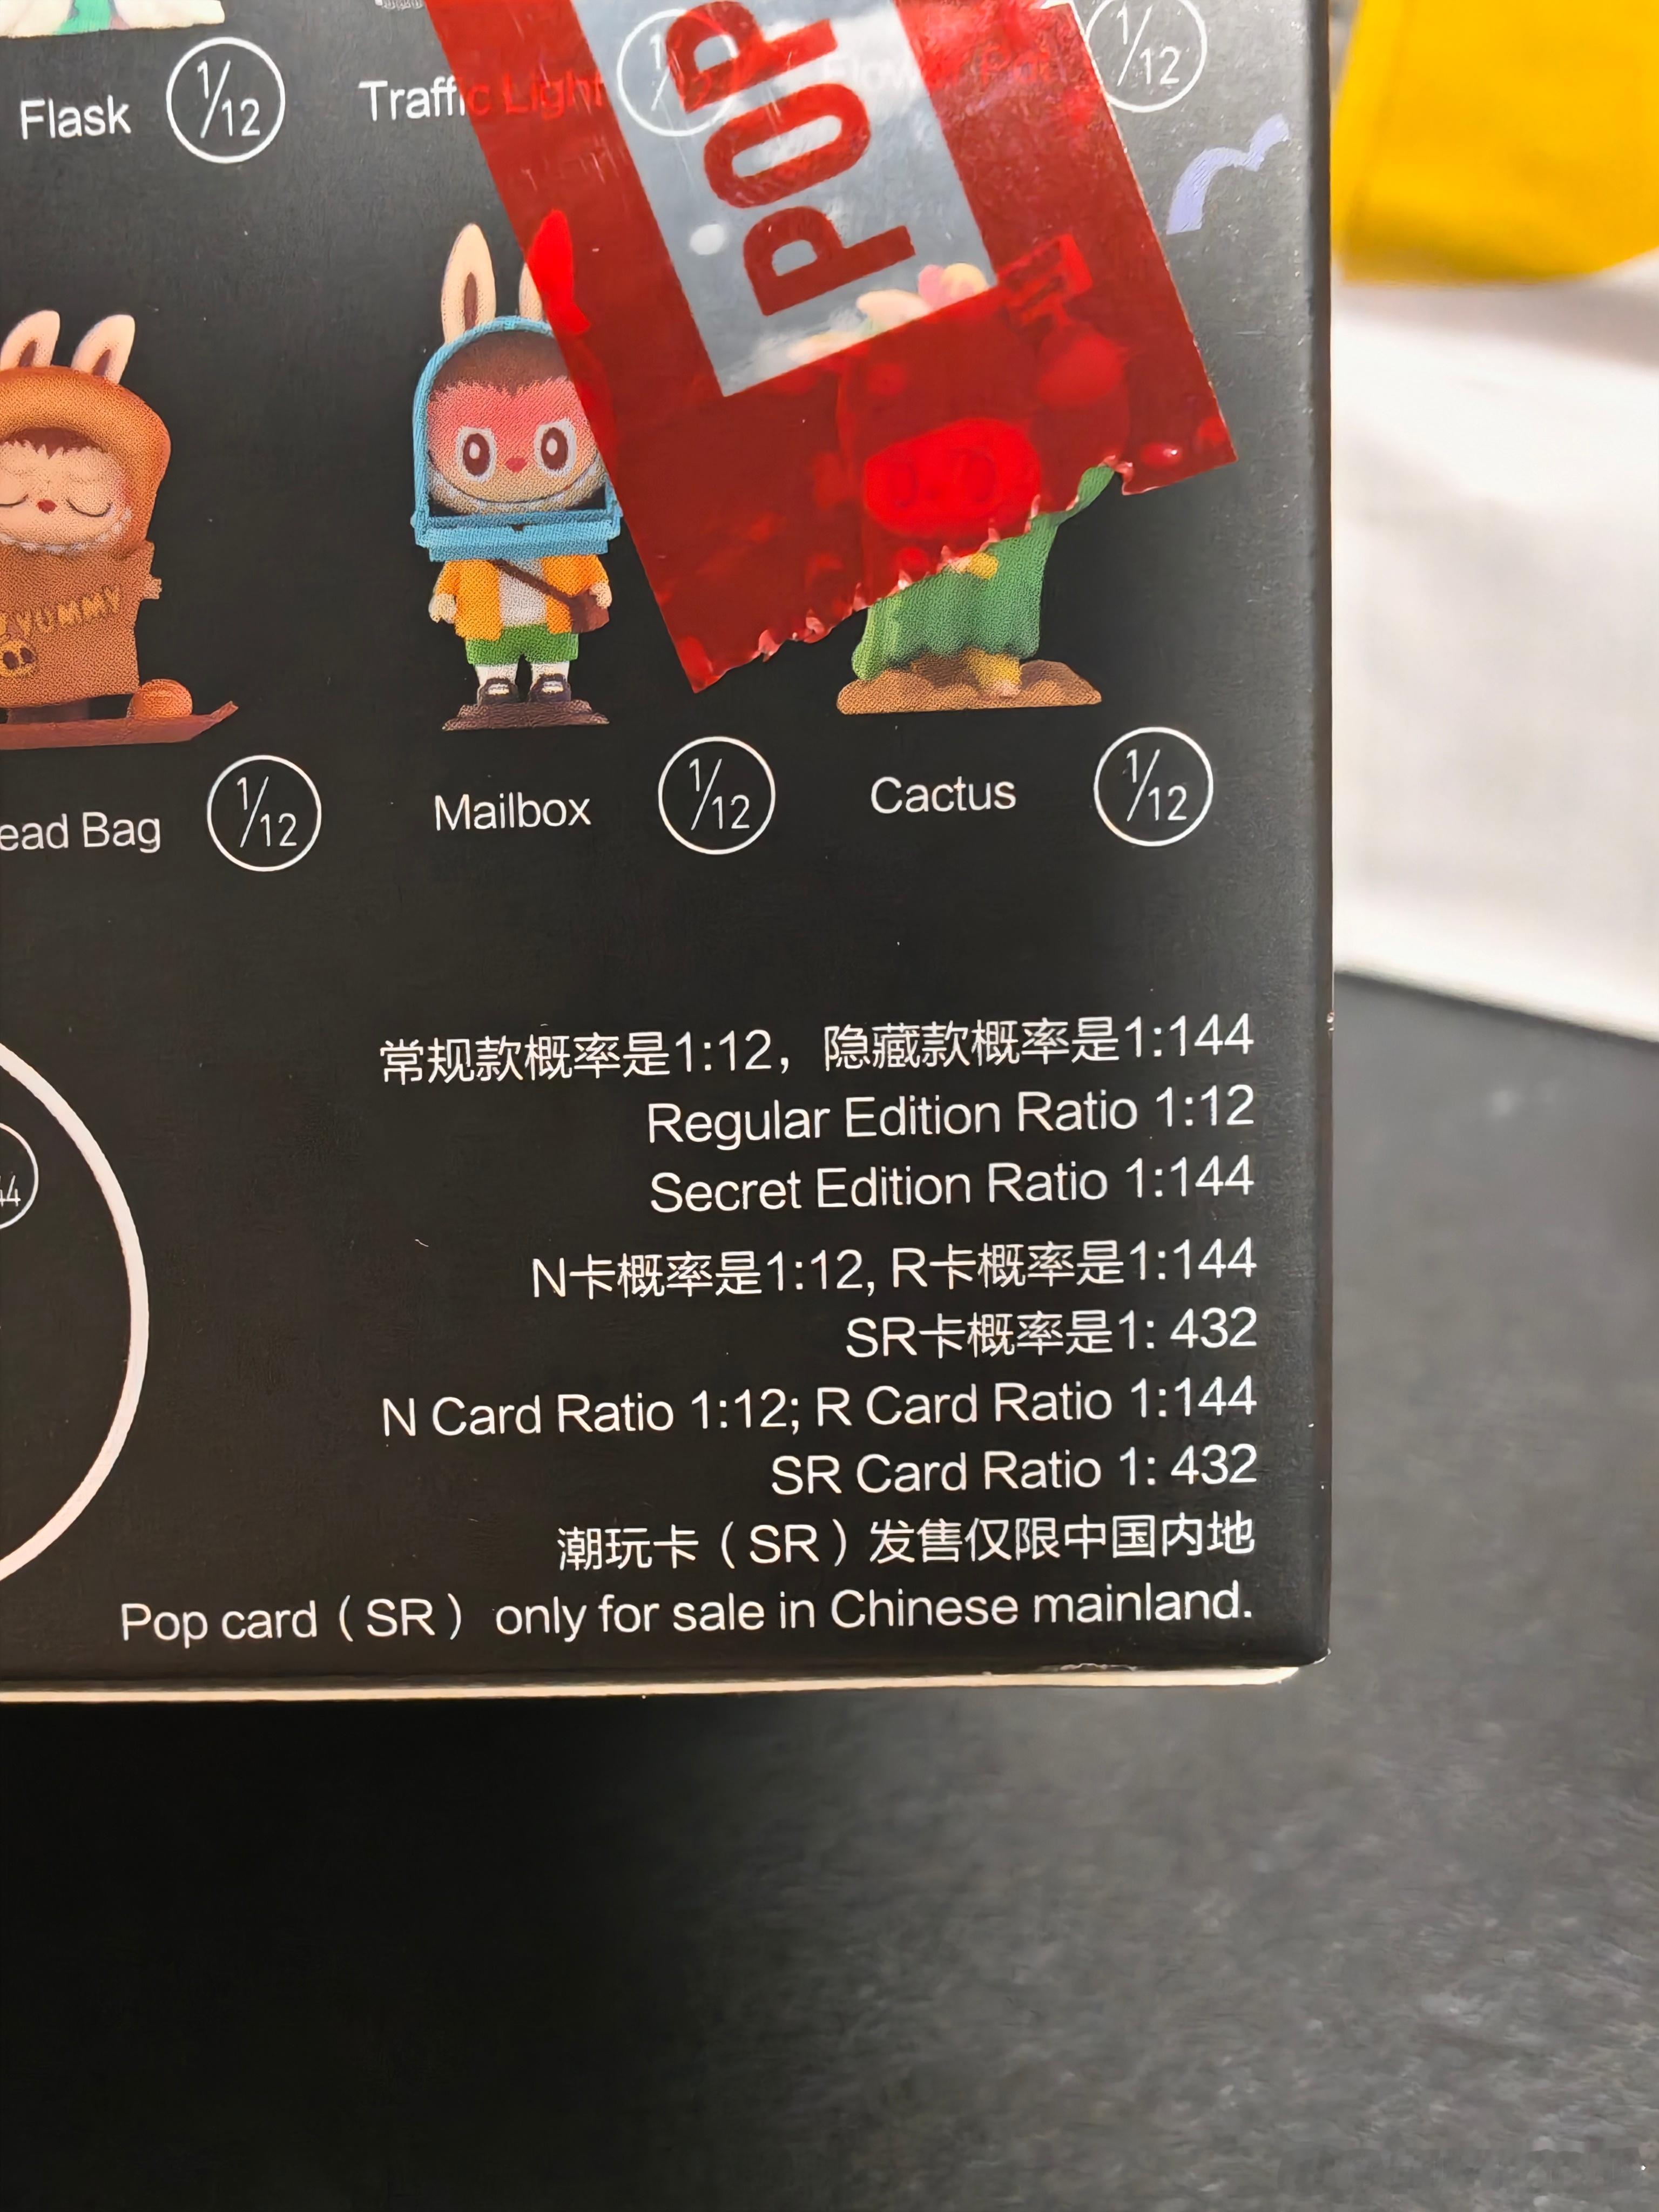 Flask 1/12 Traffic Light 1/12 1/12
POP
YUMMY
Bag 1/12 Mailbox 1/12 Cactus 1/12
常规款概率是1:12，隐藏款概率是1:144
Regular Edition Ratio 1:12
Secret Edition Ratio 1:144
N卡概率是1:12, R卡概率是1:144
SR卡概率是1: 432
N Card Ratio 1:12; R Card Ratio 1:144
SR Card Ratio 1: 432
潮玩卡（SR）发售仅限中国内地
Pop card（SR） only for sale in Chinese mainland.